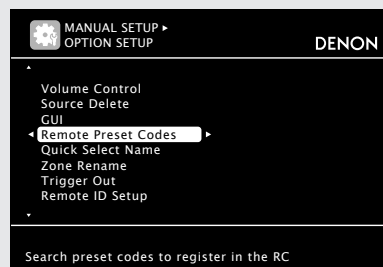 MANUAL SETUP ▸
OPTION SETUP
DENON
Volume Control
Source Delete
GUI
Remote Preset Codes
Quick Select Name
Zone Rename
Trigger Out
Remote ID Setup
Search preset codes to register in the RC